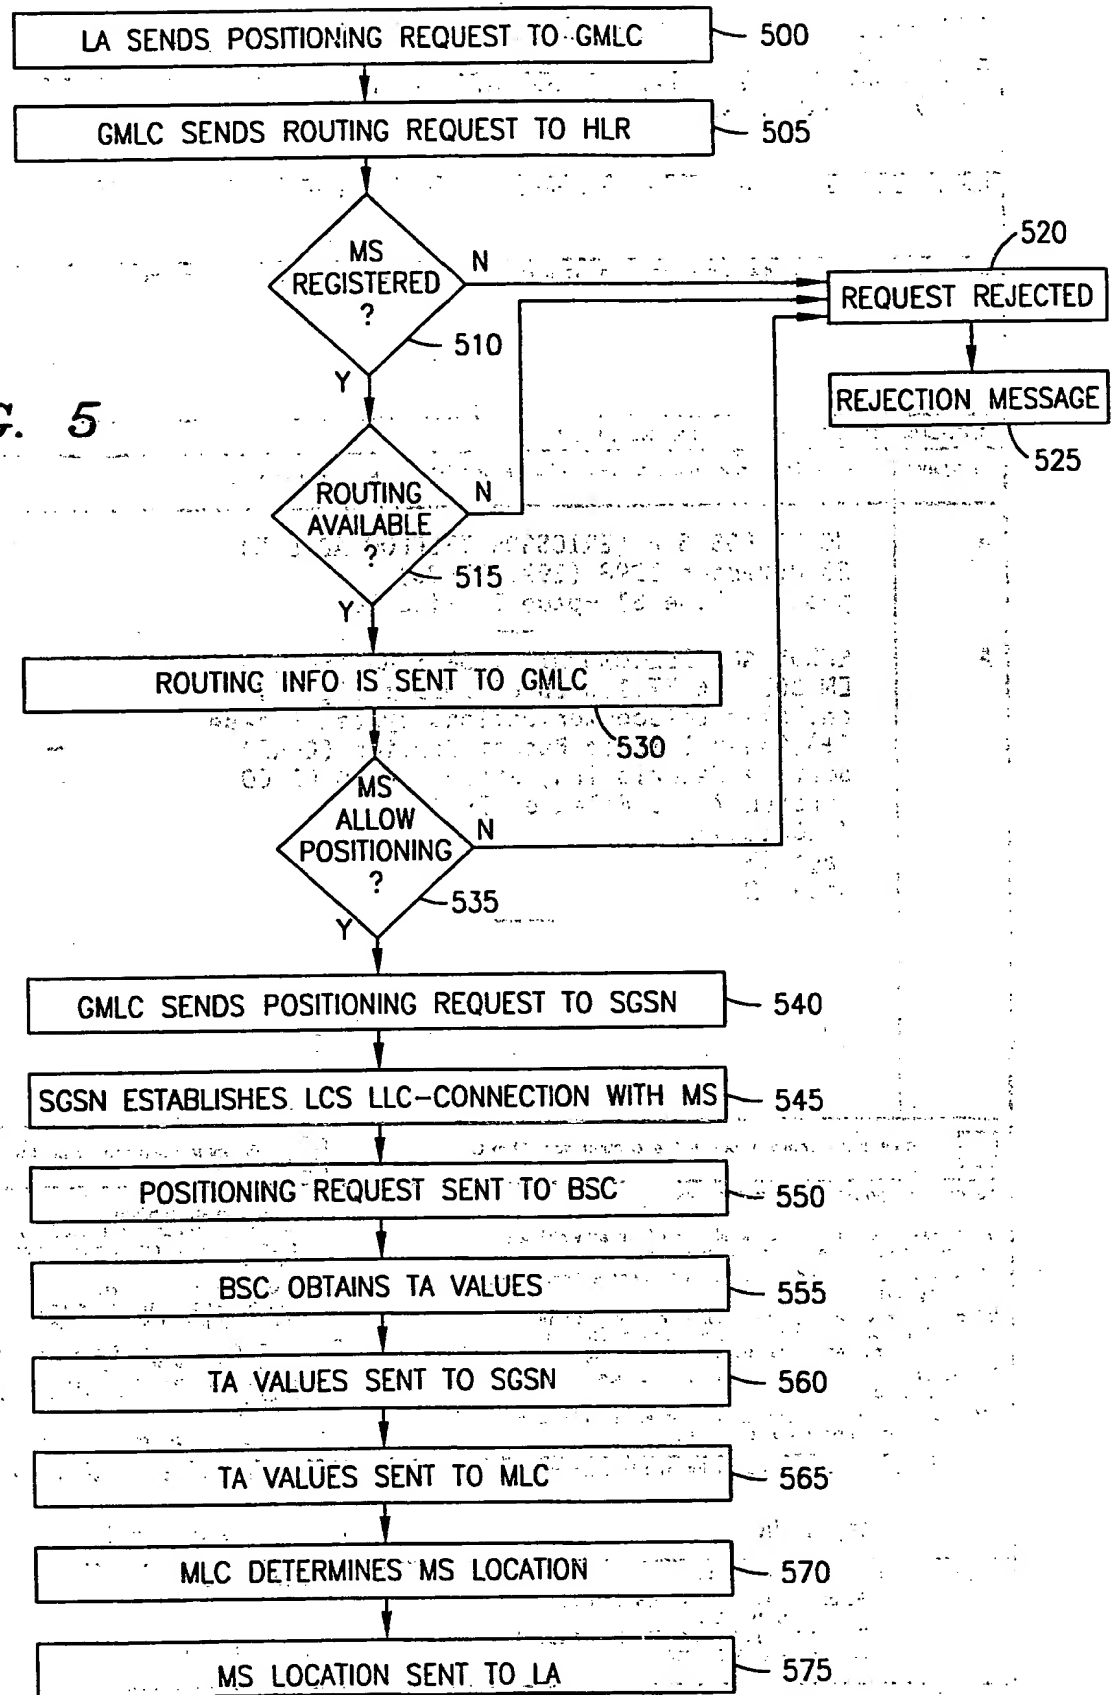 LA SENDS POSITIONING REQUEST TO GMLC 500
GMLC SENDS ROUTING REQUEST TO HLR 505
MS
REGISTERED
?
N
510
Y
520
REQUEST REJECTED
REJECTION MESSAGE
525
G. 5
ROUTING
AVAILABLE
?
N
515
Y
ROUTING INFO IS SENT TO GMLC
530
MS
ALLOW
POSITIONING
?
N
535
Y
GMLC SENDS POSITIONING REQUEST TO SGSN 540
SGSN ESTABLISHES LCS LLC-CONNECTION WITH MS 545
POSITIONING REQUEST SENT TO BSC 550
BSC OBTAINS TA VALUES 555
TA VALUES SENT TO SGSN 560
TA VALUES SENT TO MLC 565
MLC DETERMINES MS LOCATION 570
MS LOCATION SENT TO LA 575